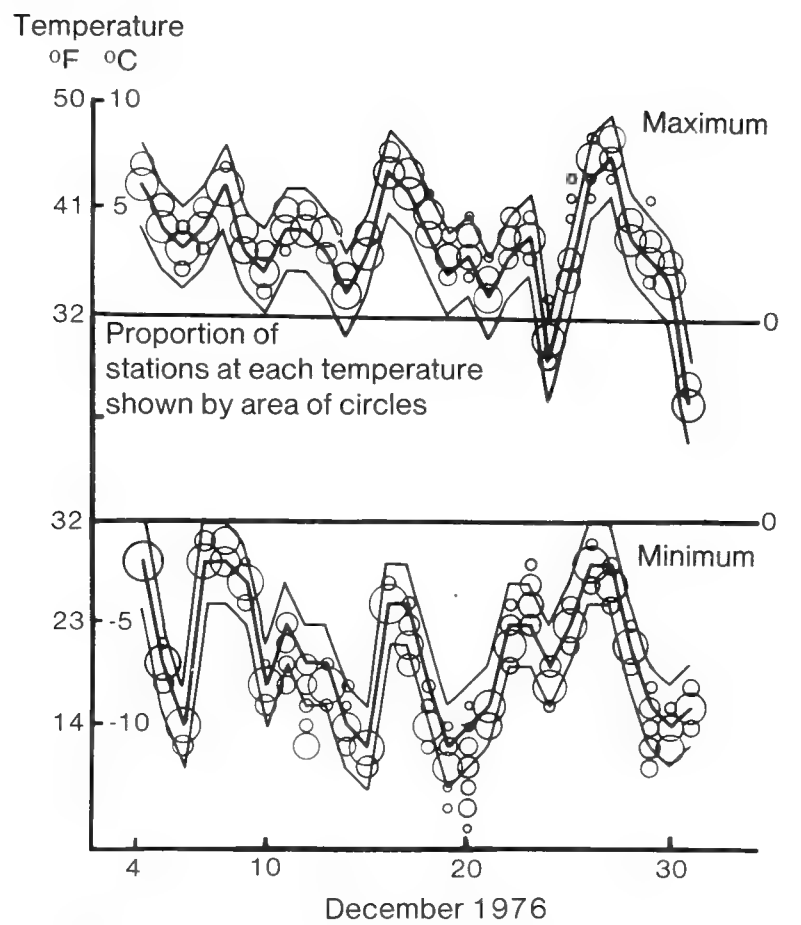 Temperature
°F °C
50 10
Maximum
41 5
32 0
Proportion of
stations at each temperature
shown by area of circles
32 0
Minimum
23 -5
14 -10
4 10 20 30
December 1976